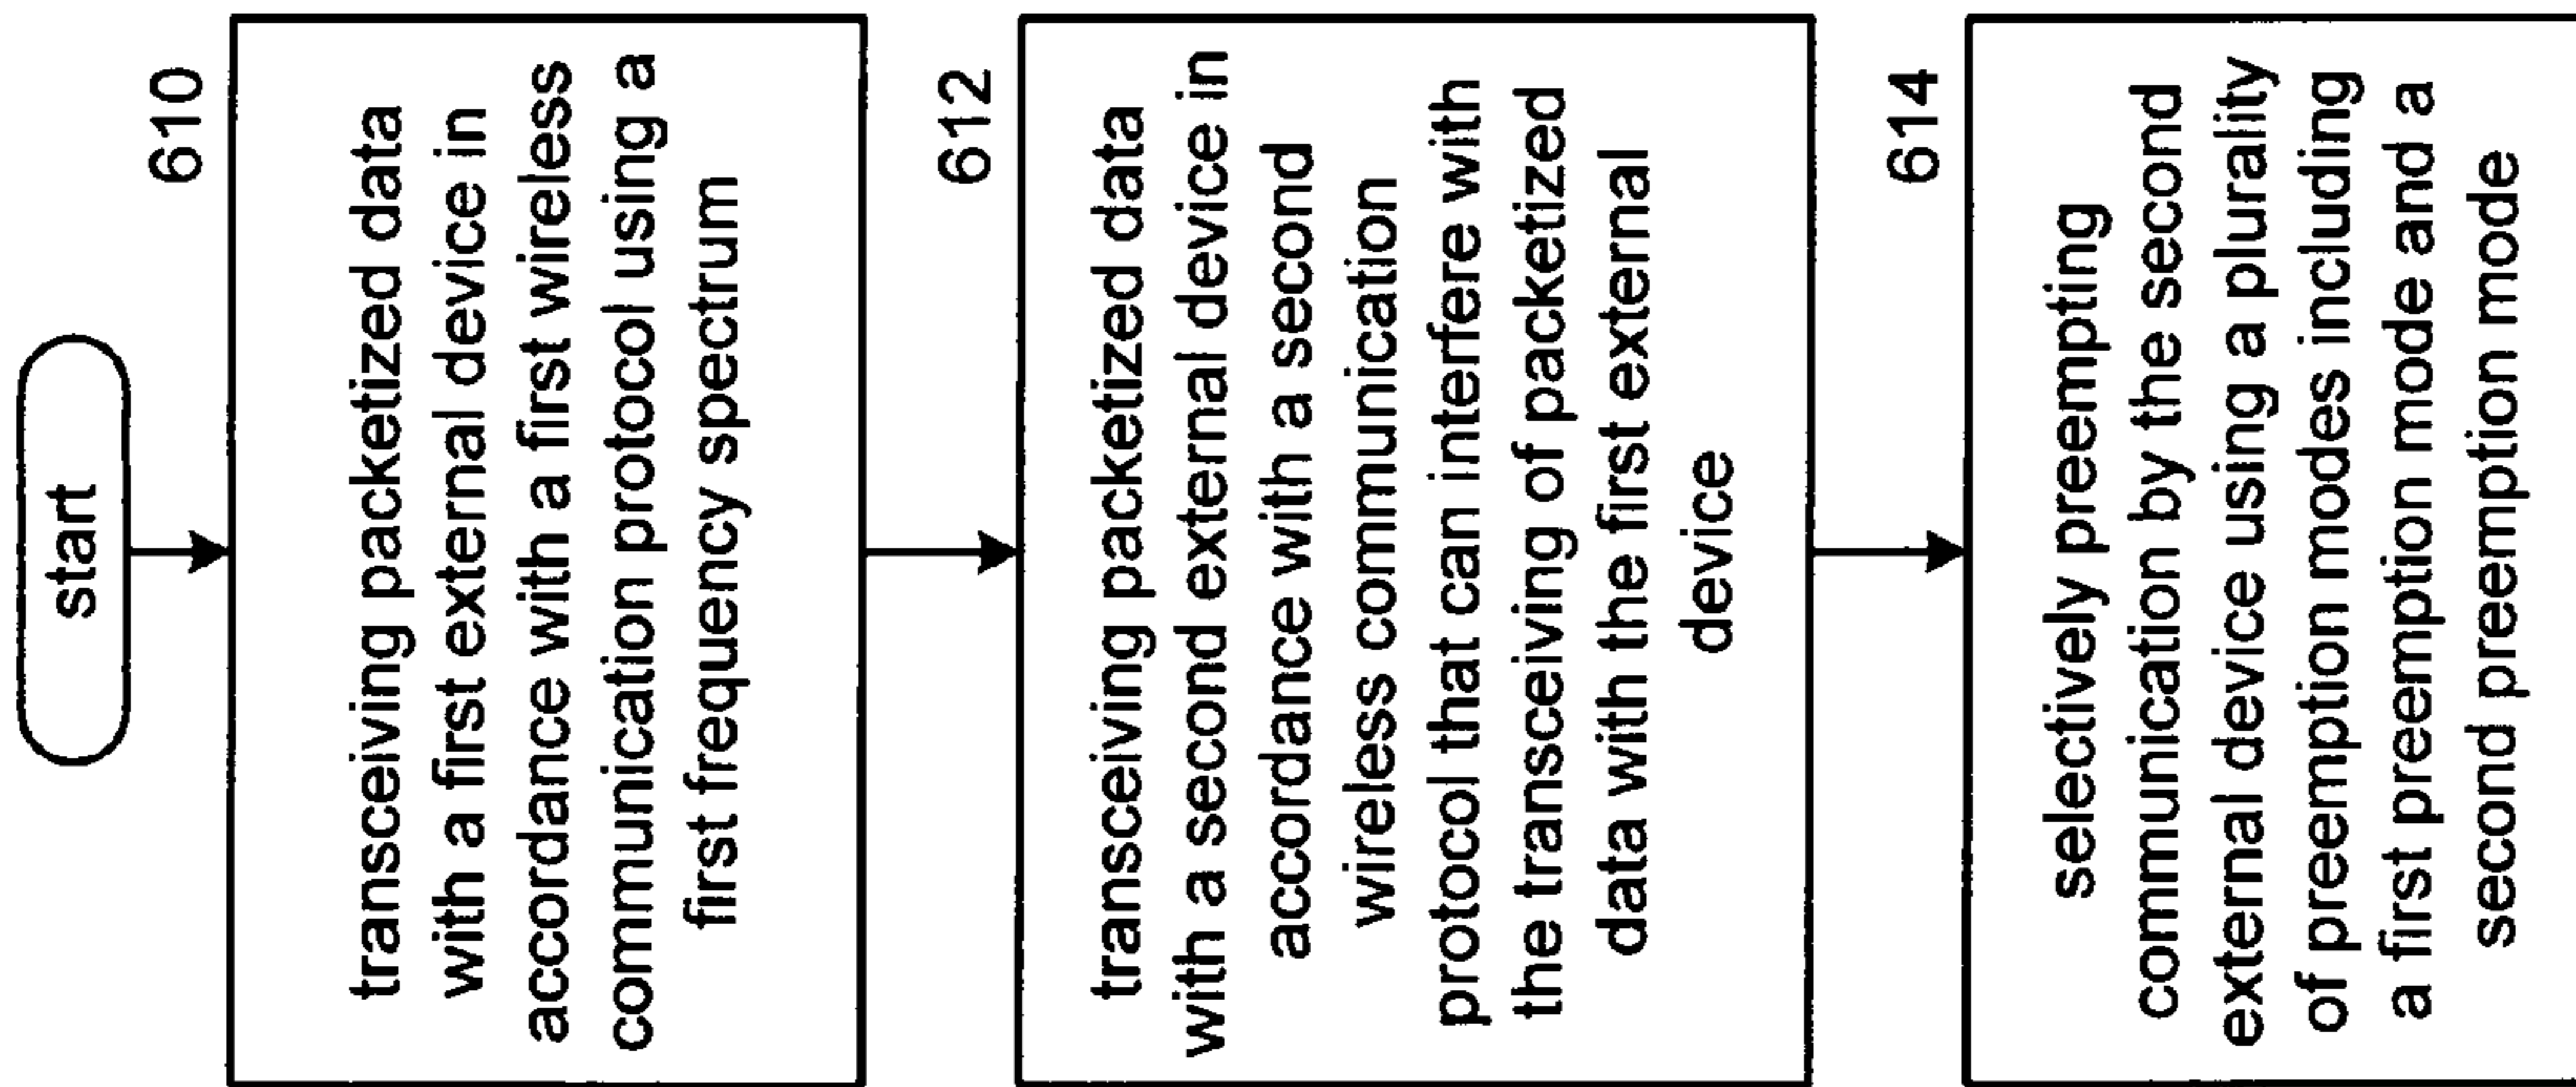 start
610
transceiving packetized data
with a first external device in
accordance with a first wireless
communication protocol using a
first frequency spectrum
612
transceiving packetized data
with a second external device in
accordance with a second
wireless communication
protocol that can interfere with
the transceiving of packetized
data with the first external
device
614
selectively preempting
communication by the second
external device using a plurality
of preemption modes including
a first preemption mode and a
second preemption mode